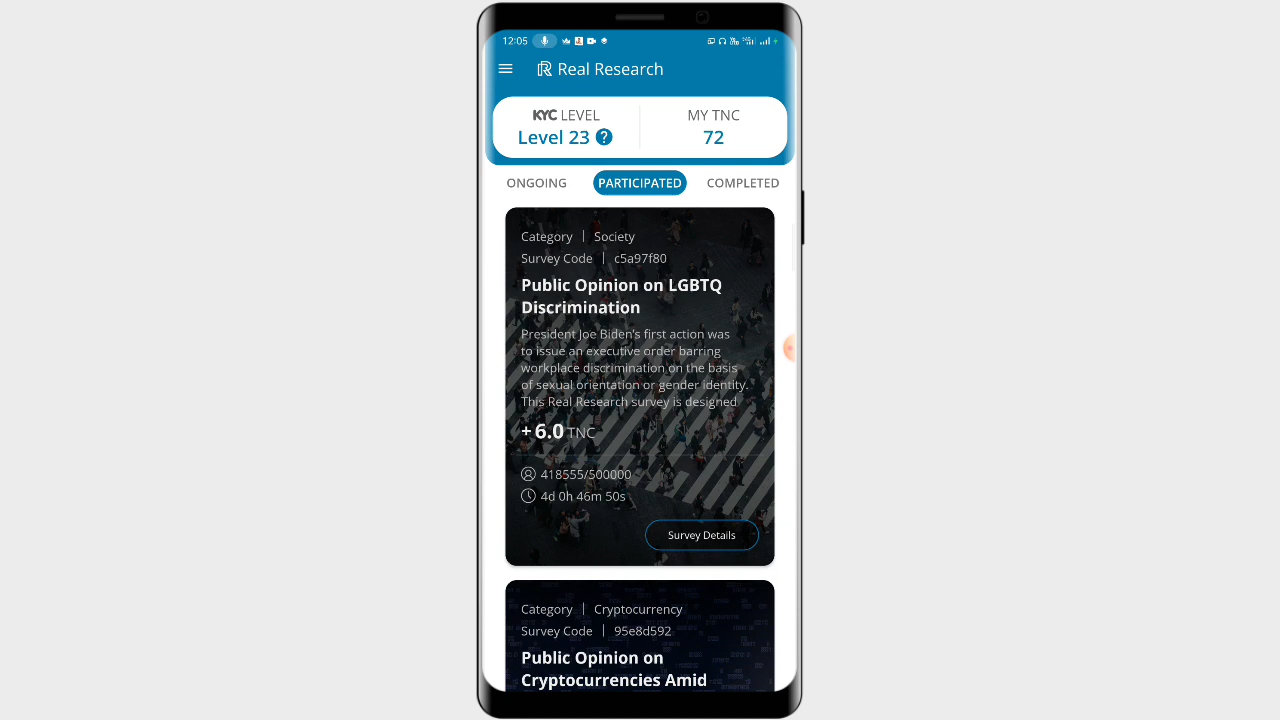 12:05
Real Research
KYC LEVEL
Level 23 ?
MY TNC
72
ONGOING
PARTICIPATED
COMPLETED
Category | Society
Survey Code | c5a97f80
Public Opinion on LGBTQ
Discrimination
President Joe Biden's first action was
to issue an executive order barring
workplace discrimination on the basis
of sexual orientation or gender identity.
This Real Research survey is designed
+ 6.0 TNC
418555/500000
4d 0h 46m 50s
Survey Details
Category | Cryptocurrency
Survey Code | 95e8d592
Public Opinion on
Cryptocurrencies Amid